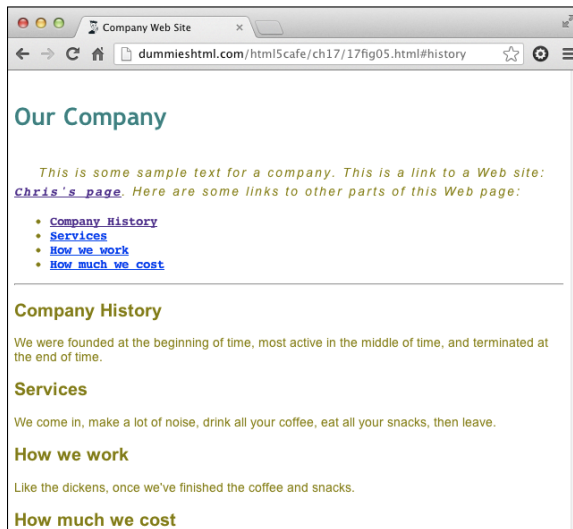 Company Web Site
dummieshtml.com/html5cafe/ch17/17fig05.html#history
Our Company
This is some sample text for a company. This is a link to a Web site:
Chris's page. Here are some links to other parts of this Web page:
Company History
Services
How we work
How much we cost
Company History
We were founded at the beginning of time, most active in the middle of time, and terminated at
the end of time.
Services
We come in, make a lot of noise, drink all your coffee, eat all your snacks, then leave.
How we work
Like the dickens, once we've finished the coffee and snacks.
How much we cost